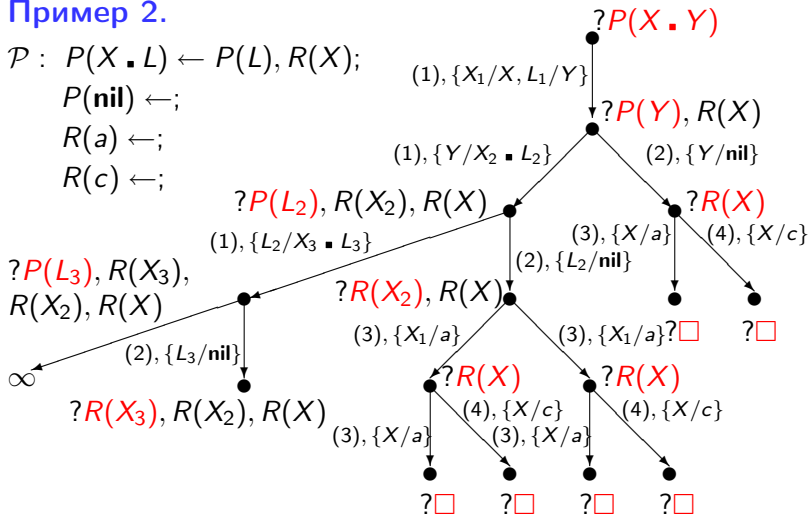 Пример 2.
𝒫 : P(X ▪ L) ← P(L), R(X);
P(nil) ←;
R(a) ←;
R(c) ←;
?P(X ▪ Y)
(1), {X₁/X, L₁/Y}
?P(Y), R(X)
(1), {Y/X₂ ▪ L₂}
(2), {Y/nil}
?P(L₂), R(X₂), R(X)
?R(X)
(1), {L₂/X₃ ▪ L₃}
(3), {X/a}
(4), {X/c}
(2), {L₂/nil}
?P(L₃), R(X₃),
R(X₂), R(X)
?R(X₂), R(X)
?□
?□
(3), {X₁/a}
(3), {X₁/a}
(2), {L₃/nil}
∞
?R(X)
?R(X)
?R(X₃), R(X₂), R(X)
(4), {X/c}
(4), {X/c}
(3), {X/a}
(3), {X/a}
?□
?□
?□
?□